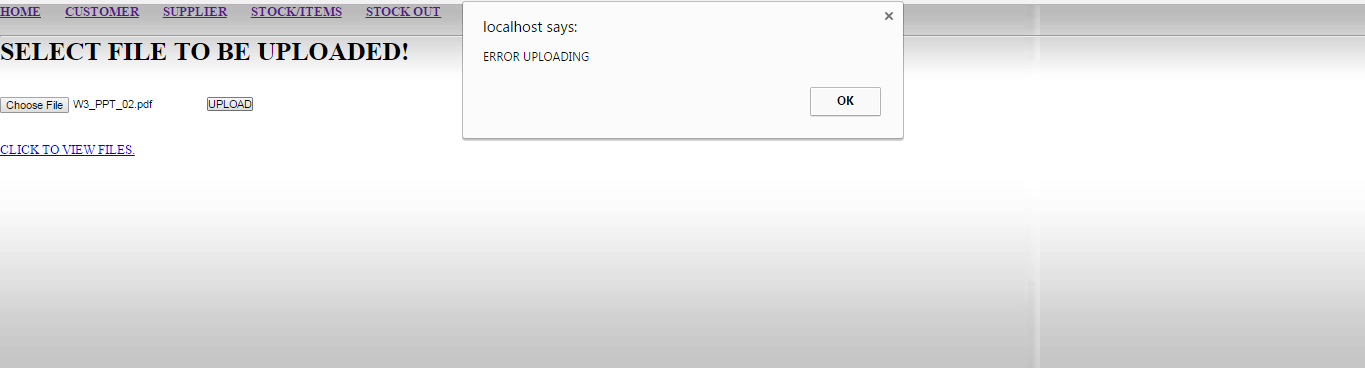 HOME CUSTOMER SUPPLIER STOCK/ITEMS STOCK OUT
SELECT FILE TO BE UPLOADED!
Choose File W3_PPT_02.pdf UPLOAD
CLICK TO VIEW FILES.
localhost says:
ERROR UPLOADING
OK